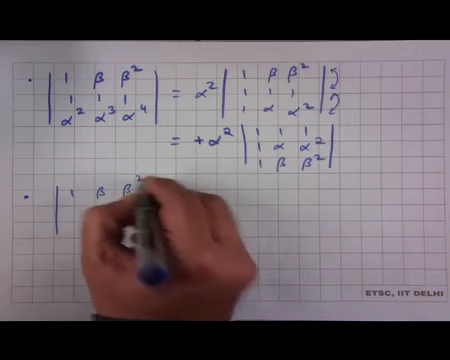 • | 1 β β² |
| 1 1 1 | = α² | 1 β β² |
| α² α³ α⁴ | | 1 1 1 |
| 1 α α² |
= +α² | 1 1 1 |
| 1 α α² |
| 1 β β² |
• | 1 β β²
ETSC, IIT DELHI